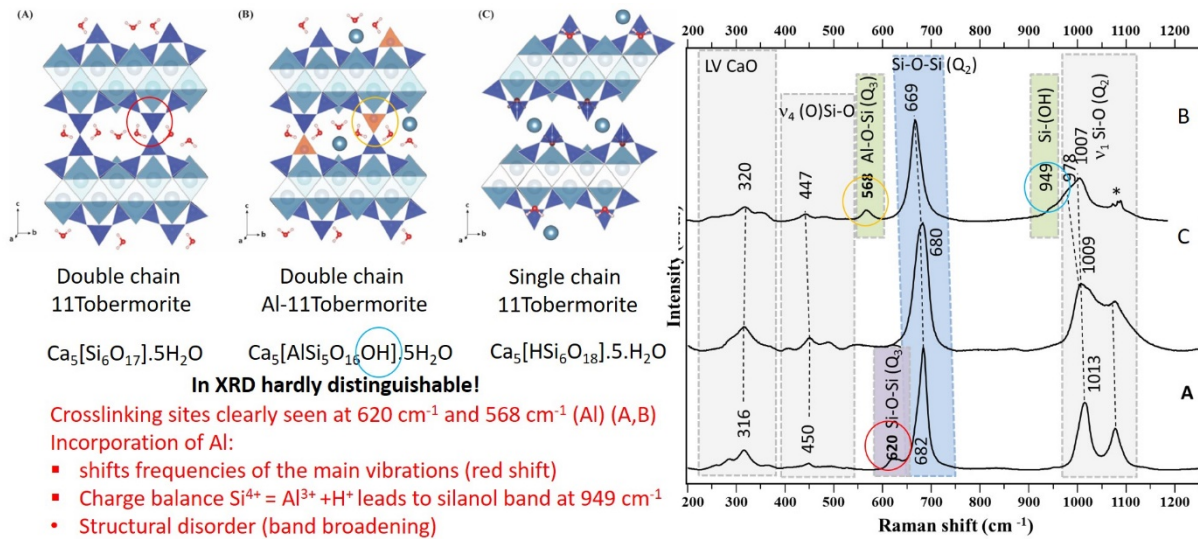 (A)
(B)
(C)
c
a
b
c
a
b
c
a
b
Double chain
11Tobermorite
Double chain
Al-11Tobermorite
Single chain
11Tobermorite
Ca₅[Si₆O₁₇].5H₂O
Ca₅[AlSi₅O₁₆OH].5H₂O
Ca₅[HSi₆O₁₈].5.H₂O
In XRD hardly distinguishable!
Crosslinking sites clearly seen at 620 cm⁻¹ and 568 cm⁻¹ (Al) (A,B)
Incorporation of Al:
▪ shifts frequencies of the main vibrations (red shift)
▪ Charge balance Si⁴⁺ = Al³⁺ +H⁺ leads to silanol band at 949 cm⁻¹
• Structural disorder (band broadening)
200 300 400 500 600 700 800 900 1000 1100 1200
LV CaO
ν₄ (O)Si-O
Al-O-Si (Q₃)
Si-O-Si (Q₂)
Si-(OH)
ν₁ Si-O (Q₂)
B
320
447
568
669
949
978
1007
*
C
680
1009
A
316
450
620 Si-O-Si (Q₃
682
1013
Intensity
200 300 400 500 600 700 800 900 1000 1100 1200
Raman shift (cm ⁻¹)